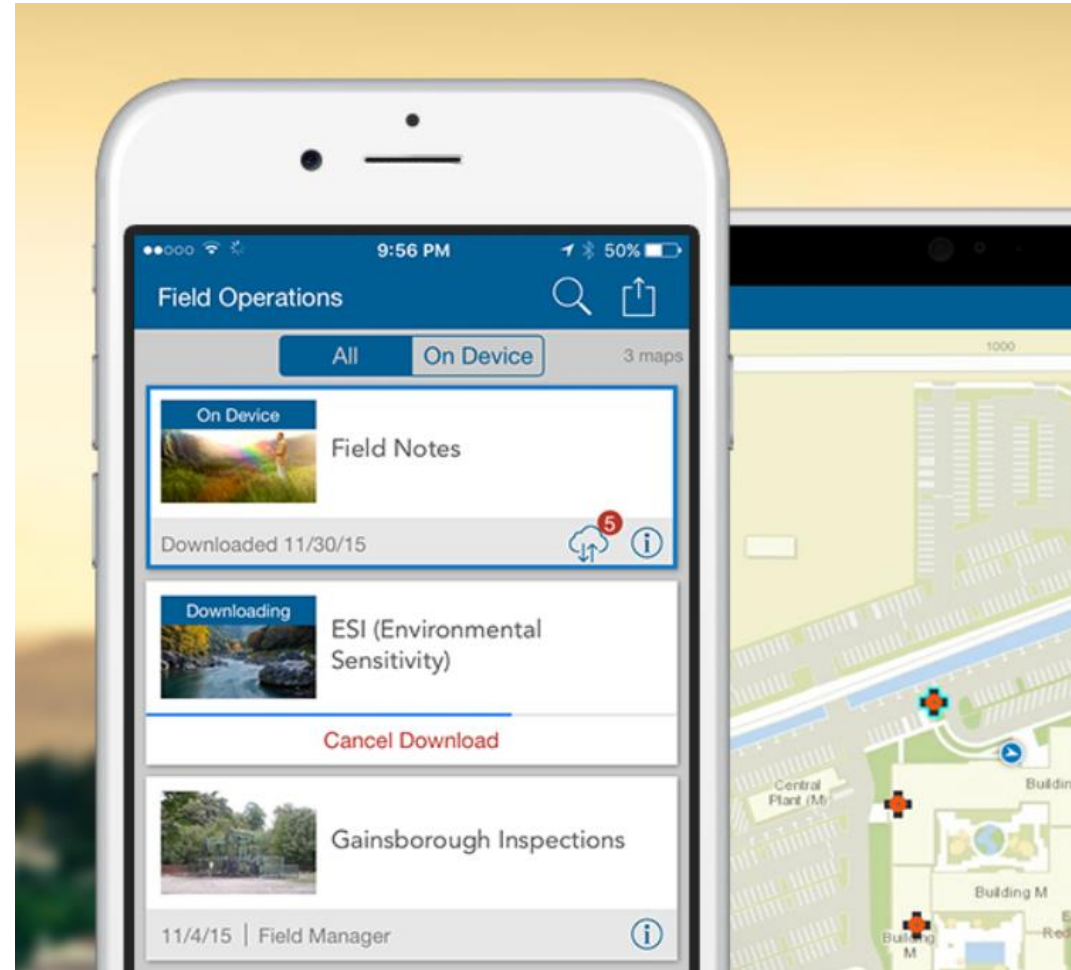 9:56 PM
50%
Field Operations
All
On Device
3 maps
On Device
Field Notes
5
Downloaded 11/30/15
Downloading
ESI (Environmental
Sensitivity)
Cancel Download
Gainsborough Inspections
11/4/15 | Field Manager
1000
Central
Plant (M)
Building M
Building
M